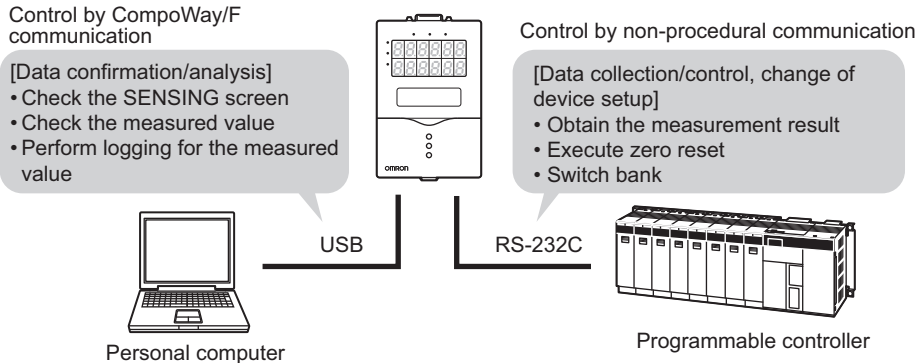 Control by CompoWay/F
communication
[Data confirmation/analysis]
• Check the SENSING screen
• Check the measured value
• Perform logging for the measured
value
OMRON
Control by non-procedural communication
[Data collection/control, change of
device setup]
• Obtain the measurement result
• Execute zero reset
• Switch bank
USB
RS-232C
Personal computer
Programmable controller